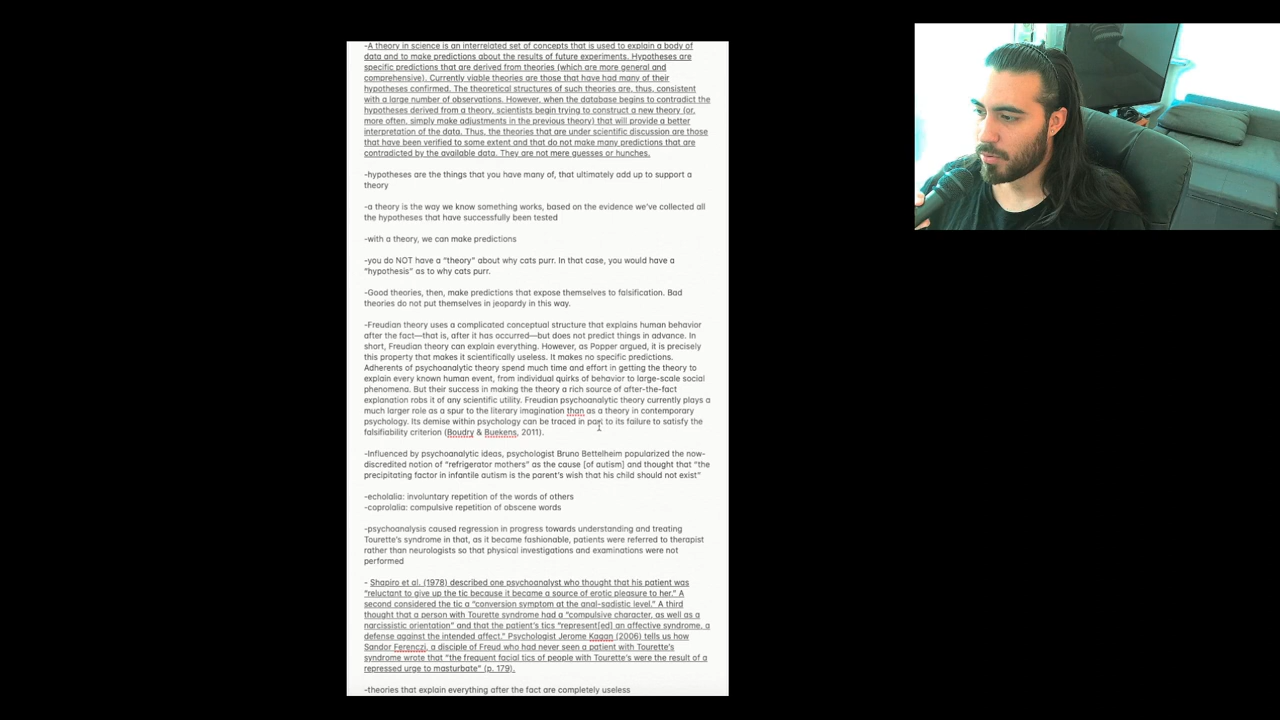 -A theory in science is an interrelated set of concepts that is used to explain a body of
data and to make predictions about the results of future experiments. Hypotheses are
specific predictions that are derived from theories (which are more general and
comprehensive). Currently viable theories are those that have had many of their
hypotheses confirmed. The theoretical structures of such theories are, thus, consistent
with a large number of observations. However, when the database begins to contradict the
hypotheses derived from a theory, scientists begin trying to construct a new theory (or,
more often, simply make adjustments in the previous theory) that will provide a better
interpretation of the data. Thus, the theories that are under scientific discussion are those
that have been verified to some extent and that do not make many predictions that are
contradicted by the available data. They are not mere guesses or hunches.
-hypotheses are the things that you have many of, that ultimately add up to support a
theory
-a theory is the way we know something works, based on the evidence we've collected all
the hypotheses that have successfully been tested
-with a theory, we can make predictions
-you do NOT have a "theory" about why cats purr. In that case, you would have a
"hypothesis" as to why cats purr.
-Good theories, then, make predictions that expose themselves to falsification. Bad
theories do not put themselves in jeopardy in this way.
-Freudian theory uses a complicated conceptual structure that explains human behavior
after the fact—that is, after it has occurred—but does not predict things in advance. In
short, Freudian theory can explain everything. However, as Popper argued, it is precisely
this property that makes it scientifically useless. It makes no specific predictions.
Adherents of psychoanalytic theory spend much time and effort in getting the theory to
explain every known human event, from individual quirks of behavior to large-scale social
phenomena. But their success in making the theory a rich source of after-the-fact
explanation robs it of any scientific utility. Freudian psychoanalytic theory currently plays a
much larger role as a spur to the literary imagination than as a theory in contemporary
psychology. Its demise within psychology can be traced in part to its failure to satisfy the
falsifiability criterion (Boudry & Buekens, 2011).
-Influenced by psychoanalytic ideas, psychologist Bruno Bettelheim popularized the now-
discredited notion of "refrigerator mothers" as the cause [of autism] and thought that "the
precipitating factor in infantile autism is the parent's wish that his child should not exist"
-echolalia: involuntary repetition of the words of others
-coprolalia: compulsive repetition of obscene words
-psychoanalysis caused regression in progress towards understanding and treating
Tourette's syndrome in that, as it became fashionable, patients were referred to therapist
rather than neurologists so that physical investigations and examinations were not
performed
- Shapiro et al. (1978) described one psychoanalyst who thought that his patient was
"reluctant to give up the tic because it became a source of erotic pleasure to her." A
second considered the tic a "conversion symptom at the anal-sadistic level." A third
thought that a person with Tourette syndrome had a "compulsive character, as well as a
narcissistic orientation" and that the patient's tics "represent[ed] an affective syndrome, a
defense against the intended affect." Psychologist Jerome Kagan (2006) tells us how
Sandor Ferenczi, a disciple of Freud who had never seen a patient with Tourette's
syndrome wrote that "the frequent facial tics of people with Tourette's were the result of a
repressed urge to masturbate" (p. 179).
-theories that explain everything after the fact are completely useless